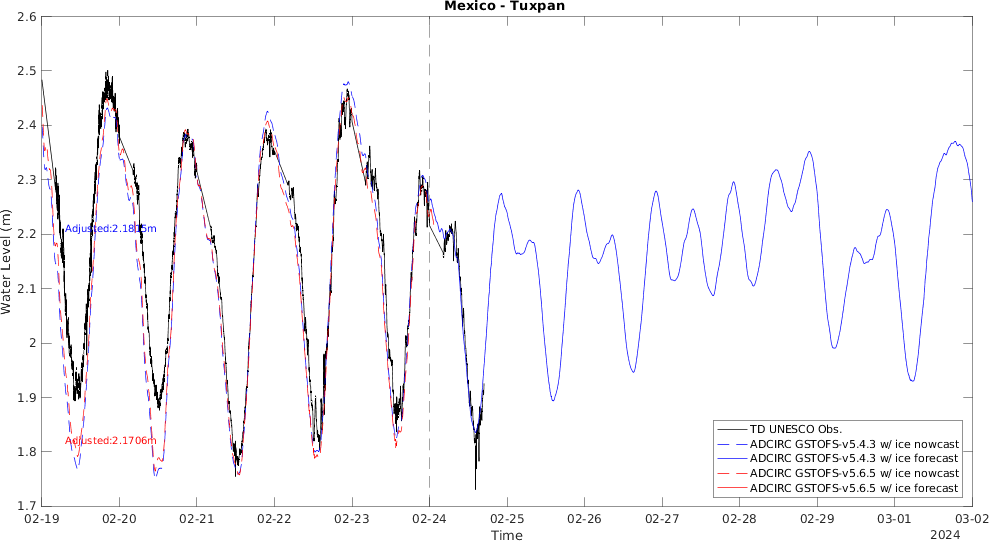 Mexico - Tuxpan
2.6
2.5
2.4
2.3
2.2
2.1
2
1.9
1.8
1.7
Water Level (m)
Adjusted:2.1815m
Adjusted:2.1706m
TD UNESCO Obs.
ADCIRC GSTOFS-v5.4.3 w/ ice nowcast
ADCIRC GSTOFS-v5.4.3 w/ ice forecast
ADCIRC GSTOFS-v5.6.5 w/ ice nowcast
ADCIRC GSTOFS-v5.6.5 w/ ice forecast
02-19 02-20 02-21 02-22 02-23 02-24 02-25 02-26 02-27 02-28 02-29 03-01 03-02
Time
2024